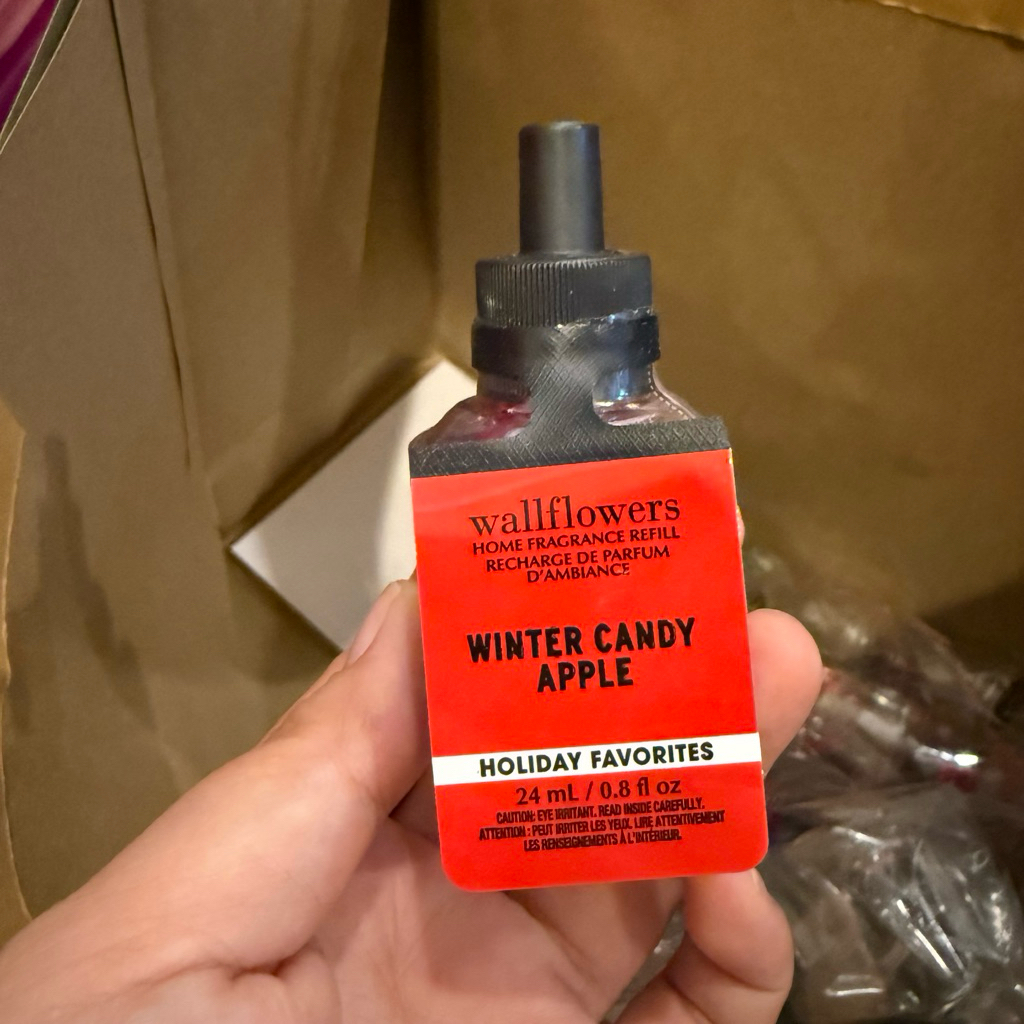 wallflowers
HOME FRAGRANCE REFILL
RECHARGE DE PARFUM
D'AMBIANCE
WINTER CANDY
APPLE
HOLIDAY FAVORITES
24 mL / 0.8 fl oz
CAUTION: EYE IRRITANT. READ INSIDE CAREFULLY.
ATTENTION : PEUT IRRITER LES YEUX. LIRE ATTENTIVEMENT
LES RENSEIGNEMENTS À L'INTÉRIEUR.